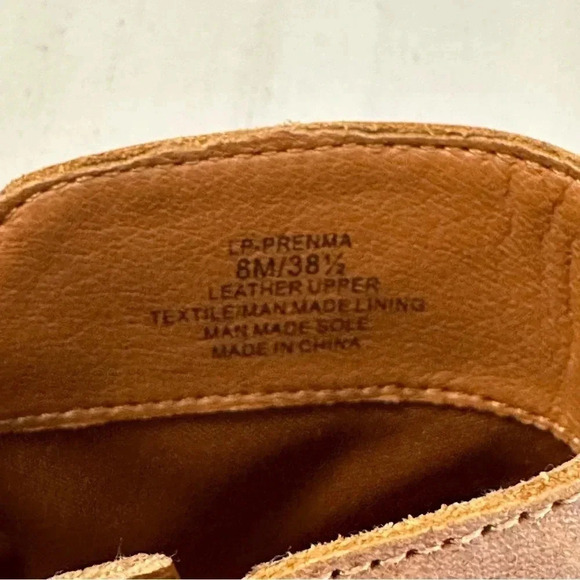 LP-PRENMA
8M/38½
LEATHER UPPER
TEXTILE/MAN MADE LINING
MAN MADE SOLE
MADE IN CHINA